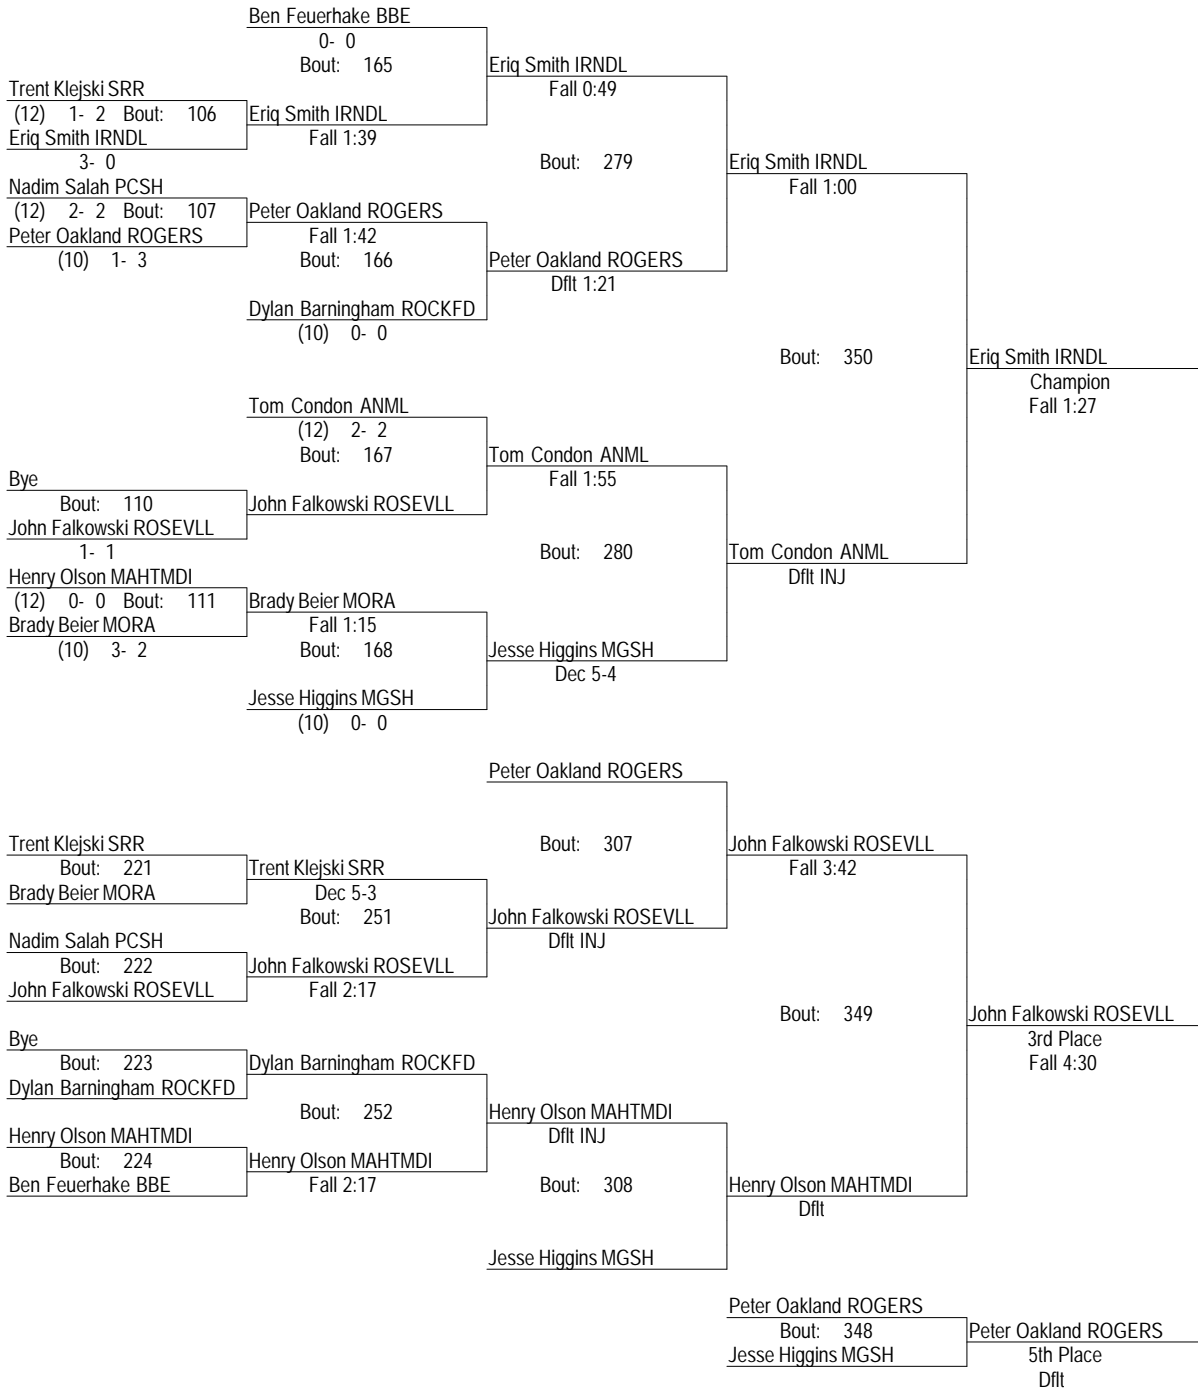 Ben Feuerhake BBE
0- 0
Bout: 165
Eriq Smith IRNDL
Fall 0:49
Trent Klejski SRR
(12) 1- 2 Bout: 106
Eriq Smith IRNDL
Fall 1:39
Eriq Smith IRNDL
3- 0
Bout: 279
Eriq Smith IRNDL
Fall 1:00
Nadim Salah PCSH
(12) 2- 2 Bout: 107
Peter Oakland ROGERS
Fall 1:42
Peter Oakland ROGERS
(10) 1- 3
Bout: 166
Peter Oakland ROGERS
Dflt 1:21
Dylan Barningham ROCKFD
(10) 0- 0
Bout: 350
Eriq Smith IRNDL
Champion
Fall 1:27
Tom Condon ANML
(12) 2- 2
Bout: 167
Tom Condon ANML
Fall 1:55
Bye
Bout: 110
John Falkowski ROSEVLL
John Falkowski ROSEVLL
1- 1
Bout: 280
Tom Condon ANML
Dflt INJ
Henry Olson MAHTMDI
(12) 0- 0 Bout: 111
Brady Beier MORA
Fall 1:15
Brady Beier MORA
(10) 3- 2
Bout: 168
Jesse Higgins MGSH
Dec 5-4
Jesse Higgins MGSH
(10) 0- 0
Peter Oakland ROGERS
Bout: 307
John Falkowski ROSEVLL
Fall 3:42
Trent Klejski SRR
Bout: 221
Trent Klejski SRR
Dec 5-3
Brady Beier MORA
Bout: 251
John Falkowski ROSEVLL
Dflt INJ
Nadim Salah PCSH
Bout: 222
John Falkowski ROSEVLL
Fall 2:17
John Falkowski ROSEVLL
Bout: 349
John Falkowski ROSEVLL
3rd Place
Fall 4:30
Bye
Bout: 223
Dylan Barningham ROCKFD
Dylan Barningham ROCKFD
Bout: 252
Henry Olson MAHTMDI
Dflt INJ
Henry Olson MAHTMDI
Bout: 224
Henry Olson MAHTMDI
Fall 2:17
Ben Feuerhake BBE
Bout: 308
Henry Olson MAHTMDI
Dflt
Jesse Higgins MGSH
Peter Oakland ROGERS
Bout: 348
Peter Oakland ROGERS
Jesse Higgins MGSH
5th Place
Dflt